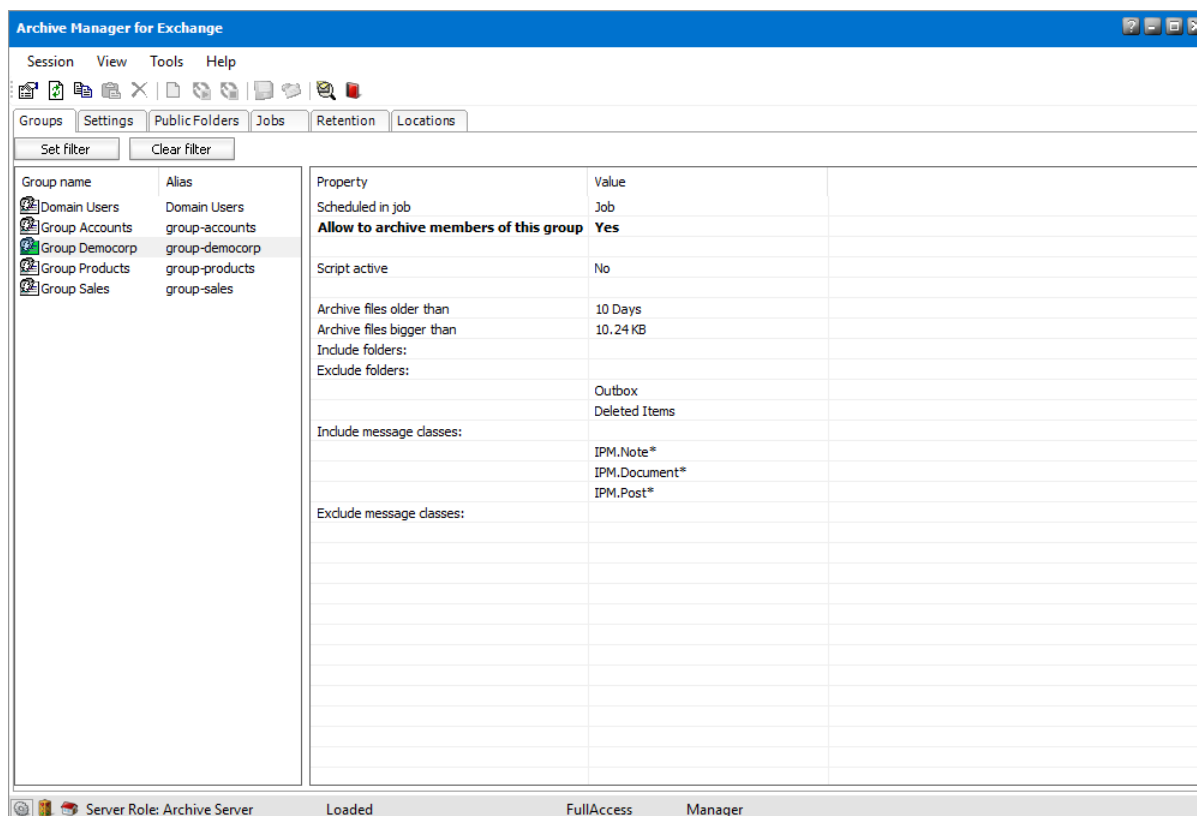 Archive Manager for Exchange
Session View Tools Help
Groups Settings Public Folders Jobs Retention Locations
Set filter Clear filter
Group name Alias Property Value
Domain Users Domain Users Scheduled in job Job
Group Accounts group-accounts Allow to archive members of this group Yes
Group Democorp group-democorp
Group Products group-products Script active No
Group Sales group-sales
Archive files older than 10 Days
Archive files bigger than 10.24 KB
Include folders:
Exclude folders:
Outbox
Deleted Items
Include message classes:
IPM.Note*
IPM.Document*
IPM.Post*
Exclude message classes:
Server Role: Archive Server Loaded FullAccess Manager